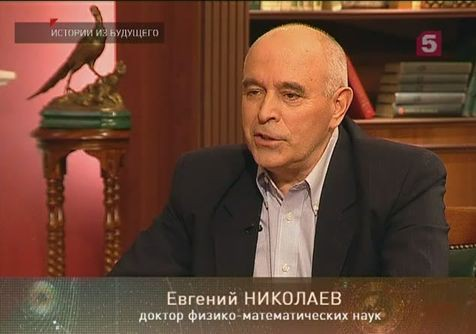 ИСТОРИИ ИЗ БУДУЩЕГО
5
Евгений НИКОЛАЕВ
доктор физико-математических наук